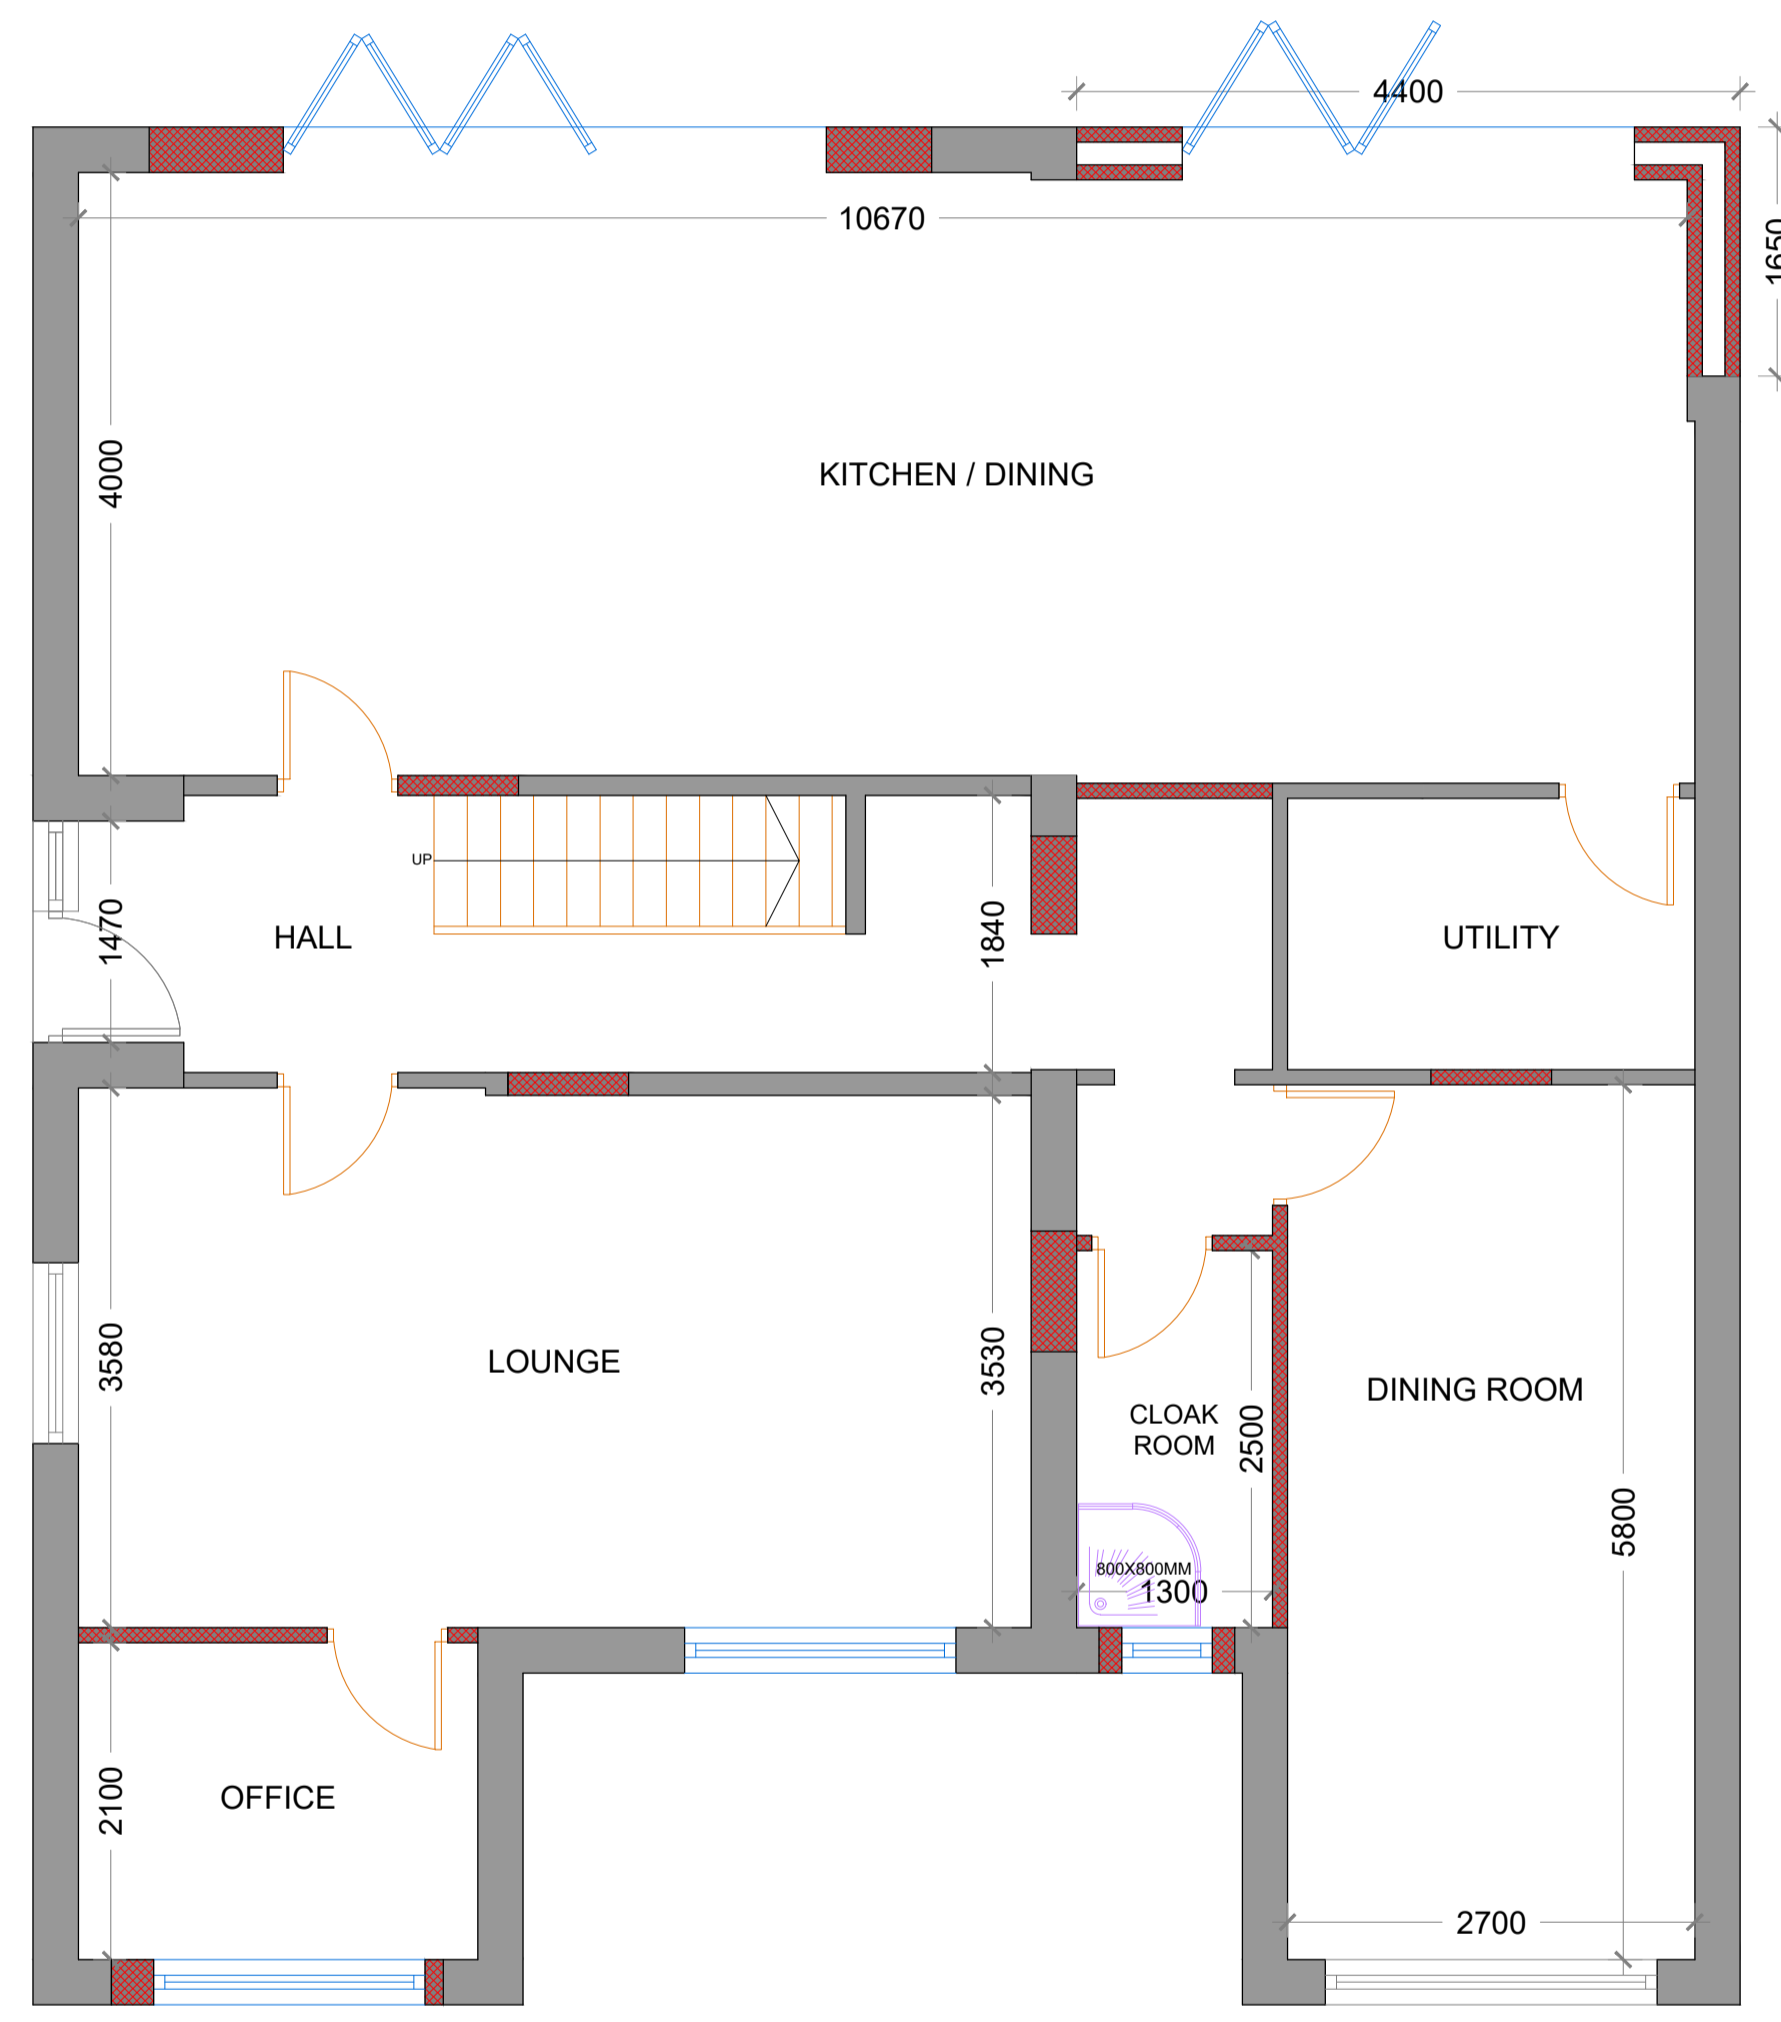 4400
10670
1650
4000
KITCHEN / DINING
UP
1470
HALL
1840
UTILITY
3580
LOUNGE
3530
CLOAK
ROOM
2500
DINING ROOM
5800
800X800MM
1300
2100
OFFICE
2700